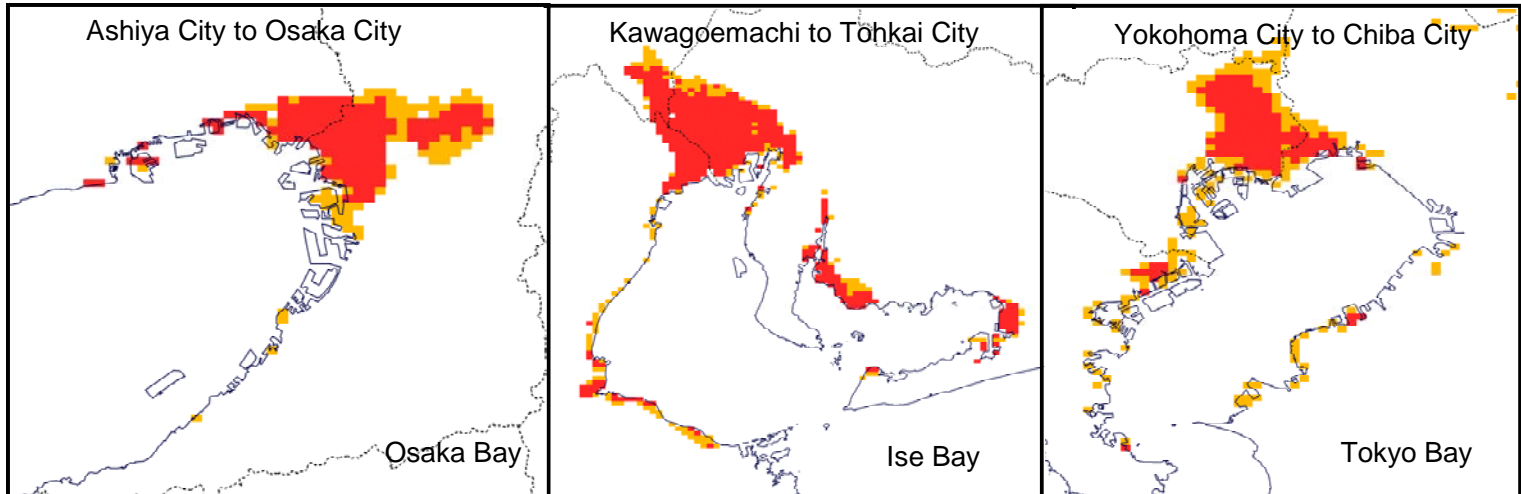 Ashiya City to Osaka City
Kawagoemachi to Tohkai City
Yokohoma City to Chiba City
Osaka Bay
Ise Bay
Tokyo Bay